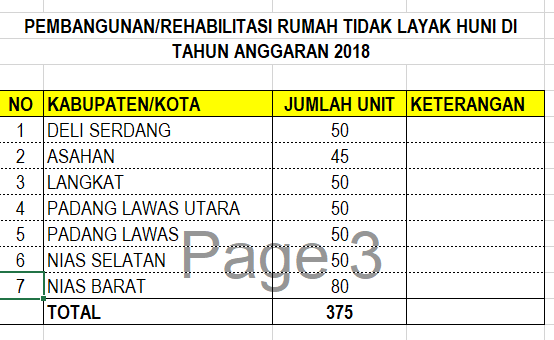 PEMBANGUNAN/REHABILITASI RUMAH TIDAK LAYAK HUNI DI
TAHUN ANGGARAN 2018
NO KABUPATEN/KOTA JUMLAH UNIT KETERANGAN
1 DELI SERDANG 50
2 ASAHAN 45
3 LANGKAT 50
4 PADANG LAWAS UTARA 50
5 PADANG LAWAS 50
6 NIAS SELATAN 50
7 NIAS BARAT 80
TOTAL 375
Page 3